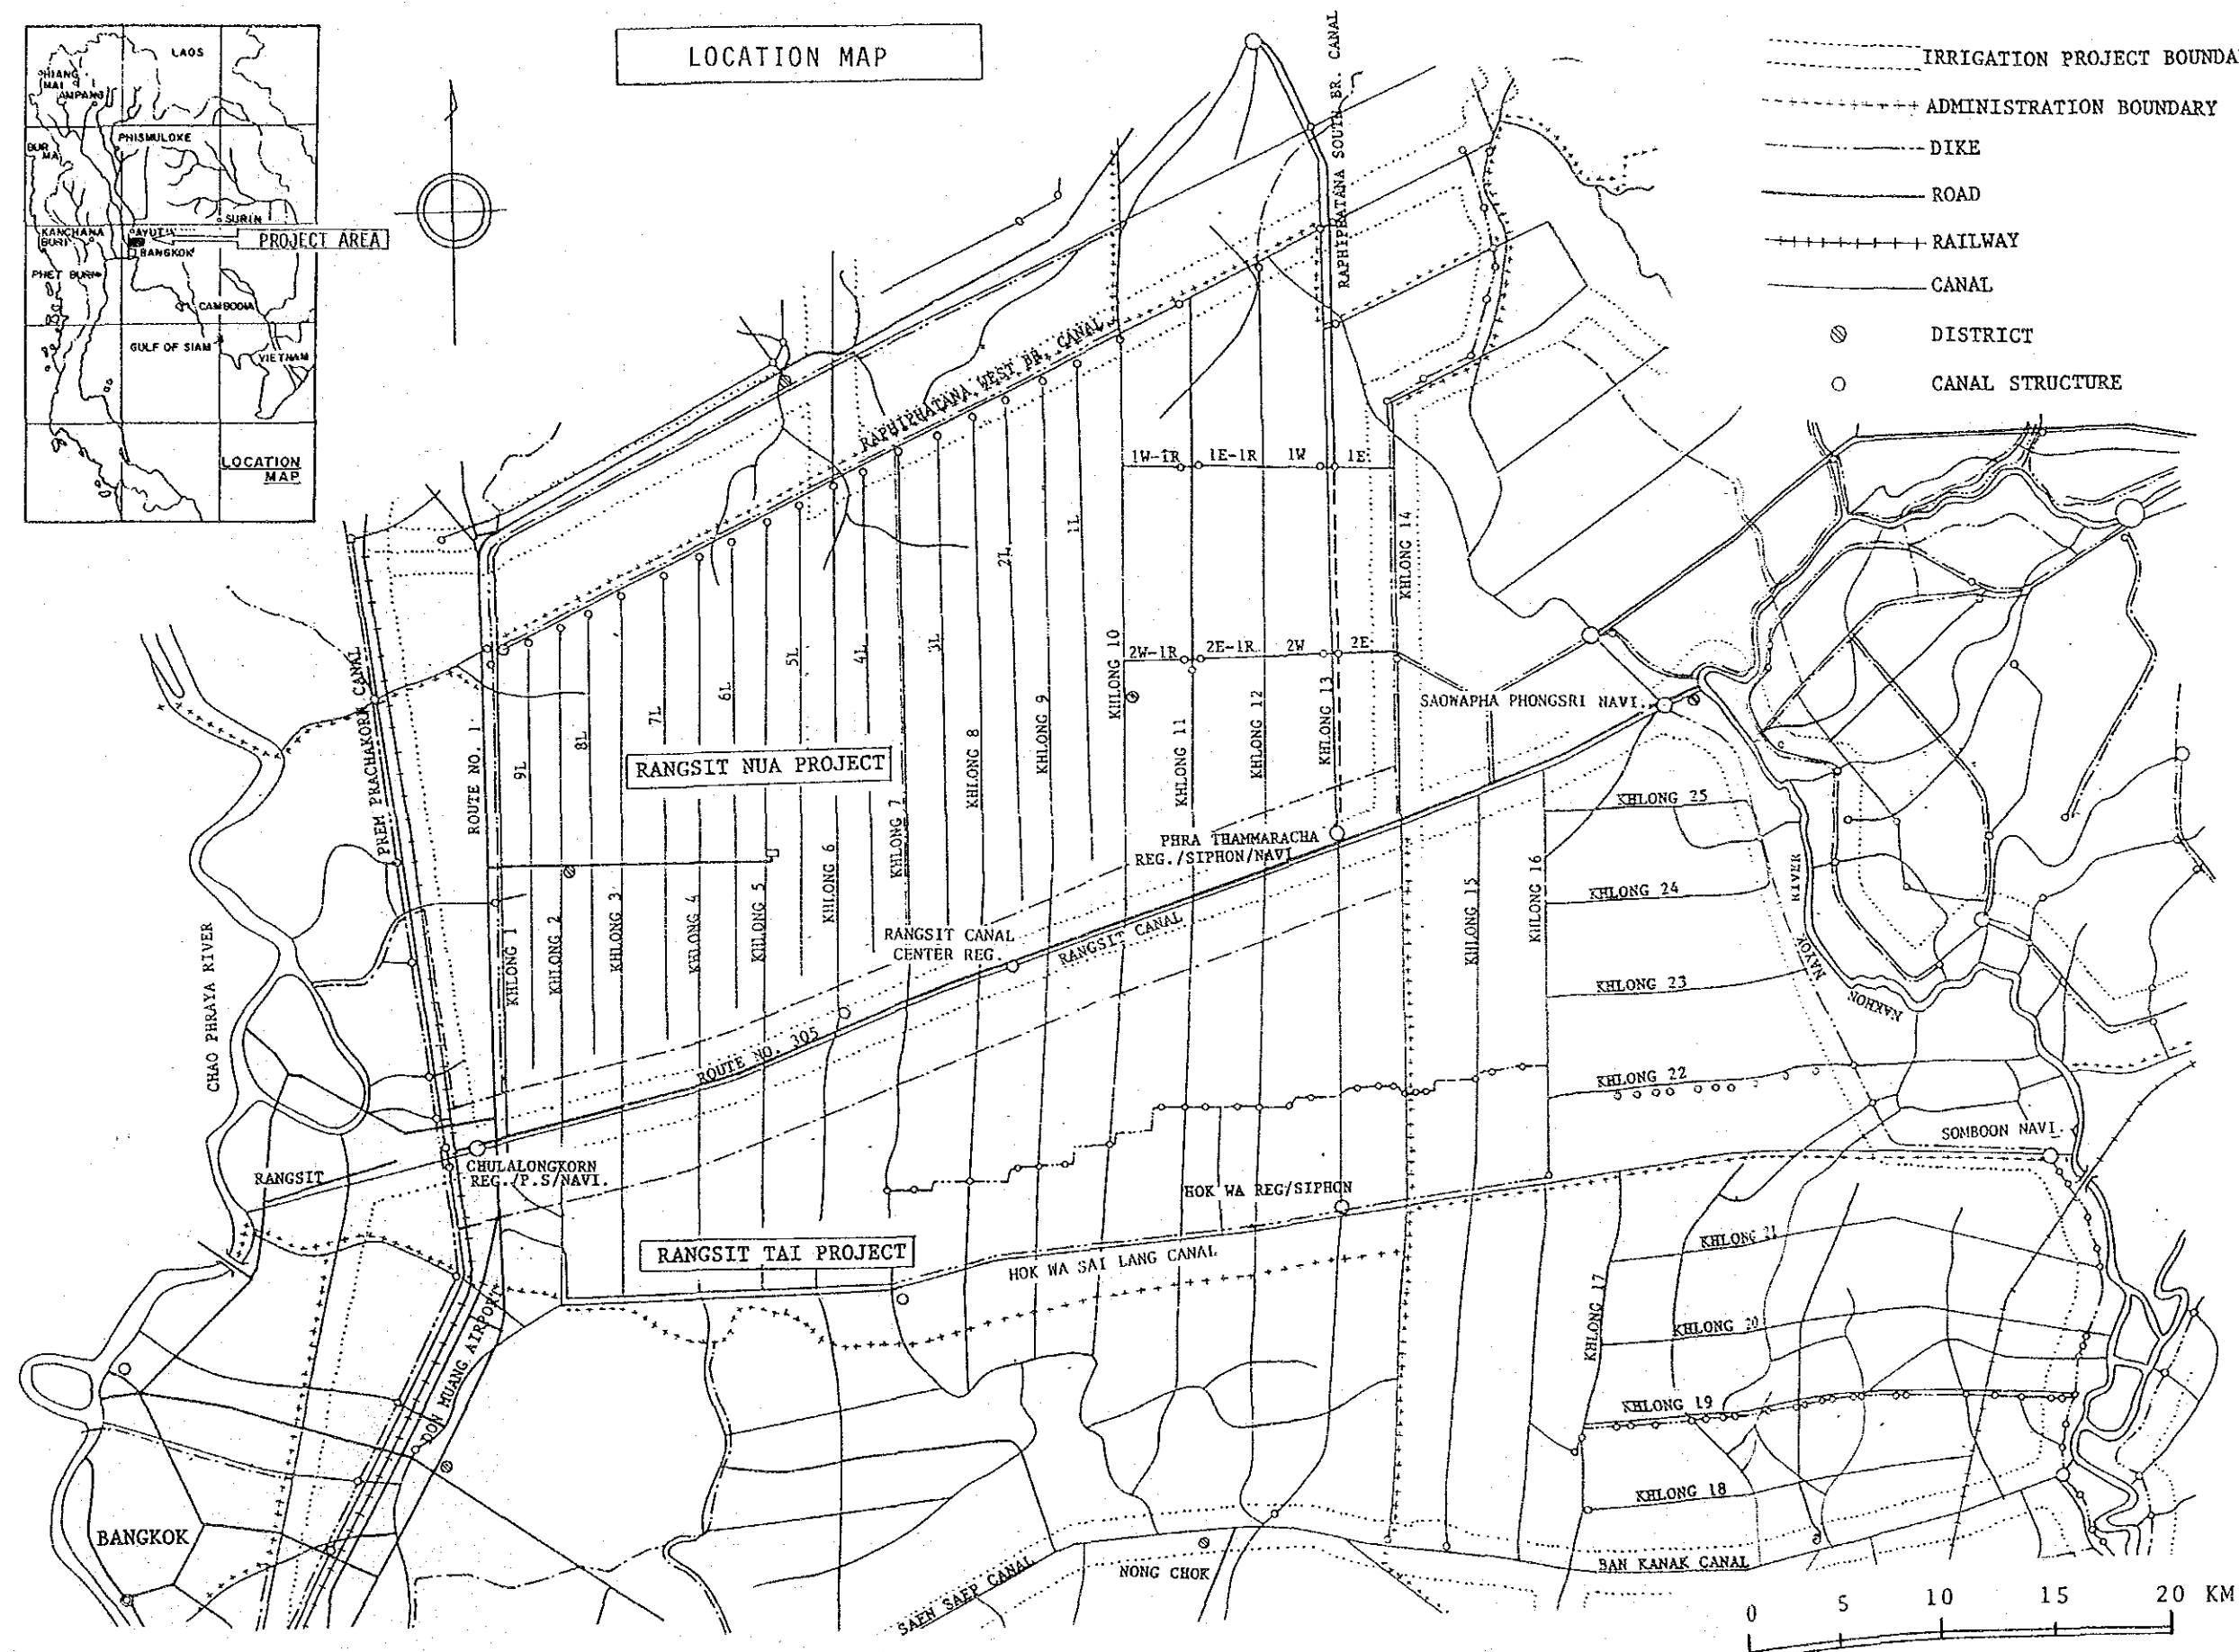 LOCATION MAP
LAOS
PHISMULOKE
SURIN
KANCHANA
BURI
BANGKOK
CAMBODIA
GULF OF SIAM
VIETNAM
LOCATION
MAP
PROJECT AREA
ADMINISTRATION BOUNDARY
DIKE
ROAD
RAILWAY
CANAL
DISTRICT
CANAL STRUCTURE
IRRIGATION PROJECT
RAPHIPHATANA SOUTH BR. CANAL
RAPHIPHATANA WEST BR. CANAL
1W-1R
1E-1R
1W
1E
2W-1R
2E-1R
2W
2E
1L
2L
3L
4L
5L
6L
7L
8L
9L
KHLONG 1
KHLONG 2
KHLONG 3
KHLONG 4
KHLONG 5
KHLONG 6
KHLONG 7
KHLONG 8
KHLONG 9
KHLONG 10
KHLONG 11
KHLONG 12
KHLONG 13
KHLONG 14
KHLONG 15
KHLONG 16
KHLONG 17
KHLONG 18
KHLONG 19
KHLONG 20
KHLONG 21
KHLONG 22
KHLONG 23
KHLONG 24
KHLONG 25
PREM PRACHAKORN CANAL
ROUTE NO. 1
RANGSIT NUA PROJECT
SAOWAPHA PHONGSRI NAVI.
PHRA THAMMARACHA
REG./SIPHON/NAVI
RANGSIT CANAL
CENTER REG.
RANGSIT CANAL
ROUTE NO. 305
CHAO PHRAYA RIVER
NAKHON
NAYOY
RIVER
SOMBOON NAVI.
RANGSIT
CHULALONGKORN
REG./P.S/NAVI.
HOK WA REG/SIPHON
RANGSIT TAI PROJECT
HOK WA SAI LANG CANAL
DON MUANG AIRPORT
BANGKOK
SAEN SAEP CANAL
NONG CHOK
BAN KANAK CANAL
0 5 10 15 20 KM